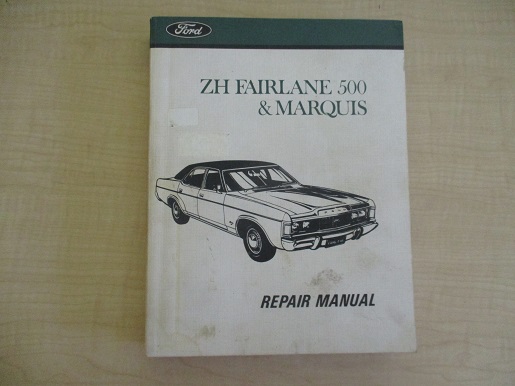 Ford
ZH FAIRLANE 500
& MARQUIS
REPAIR MANUAL